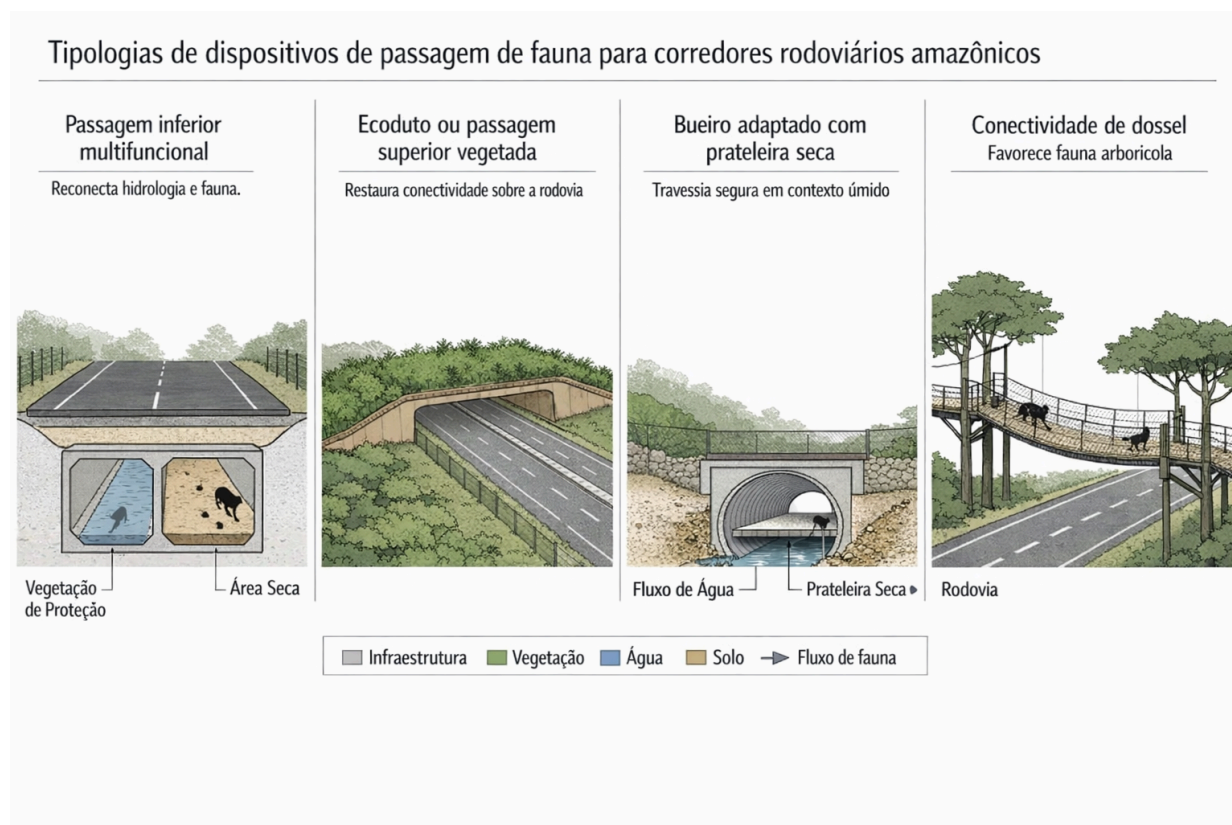 Tipologias de dispositivos de passagem de fauna para corredores rodoviários amazônicos
Passagem inferior
multifuncional
Reconecta hidrologia e fauna.
Vegetação
de Proteção
Área Seca
Ecoduto ou passagem
superior vegetada
Restaura conectividade sobre a rodovia
Bueiro adaptado com
prateleira seca
Travessia segura em contexto úmido
Fluxo de Água
Prateleira Seca
Conectividade de dossel
Favorece fauna arboricola
Rodovia
Infraestrutura
Vegetação
Água
Solo
Fluxo de fauna